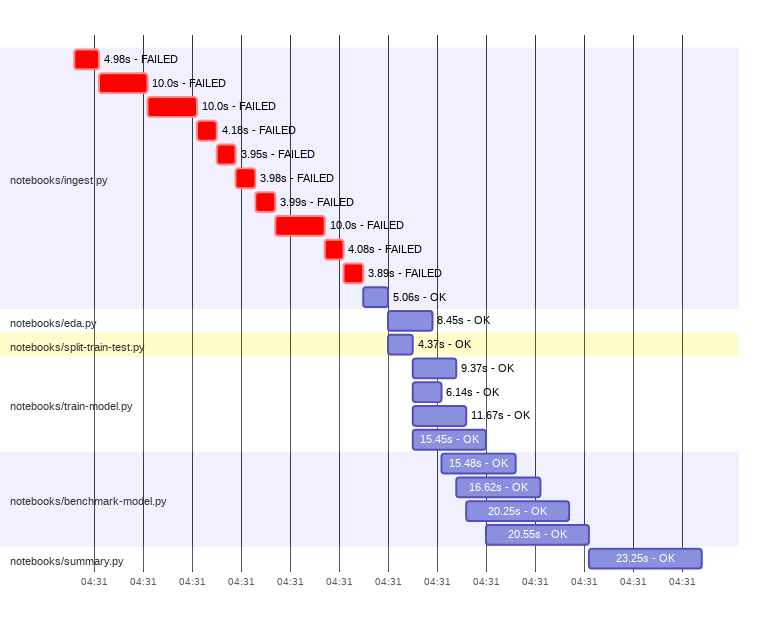 4.98s - FAILED
10.0s - FAILED
10.0s - FAILED
4.18s - FAILED
3.95s - FAILED
notebooks/ingest.py
3.98s - FAILED
3.99s - FAILED
10.0s - FAILED
4.08s - FAILED
3.89s - FAILED
5.06s - OK
notebooks/eda.py
8.45s - OK
notebooks/split-train-test.py
4.37s - OK
9.37s - OK
6.14s - OK
notebooks/train-model.py
11.67s - OK
15.45s - OK
15.48s - OK
16.62s - OK
notebooks/benchmark-model.py
20.25s - OK
20.55s - OK
notebooks/summary.py
23.25s - OK
04:31 04:31 04:31 04:31 04:31 04:31 04:31 04:31 04:31 04:31 04:31 04:31 04:31